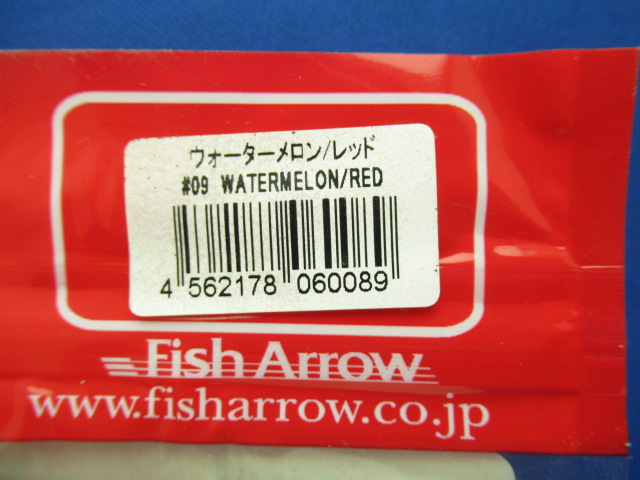 ウォーターメロン/レッド
#09 WATERMELON/RED
4 562178 060089
Fish Arrow
www.fisharrow.co.jp